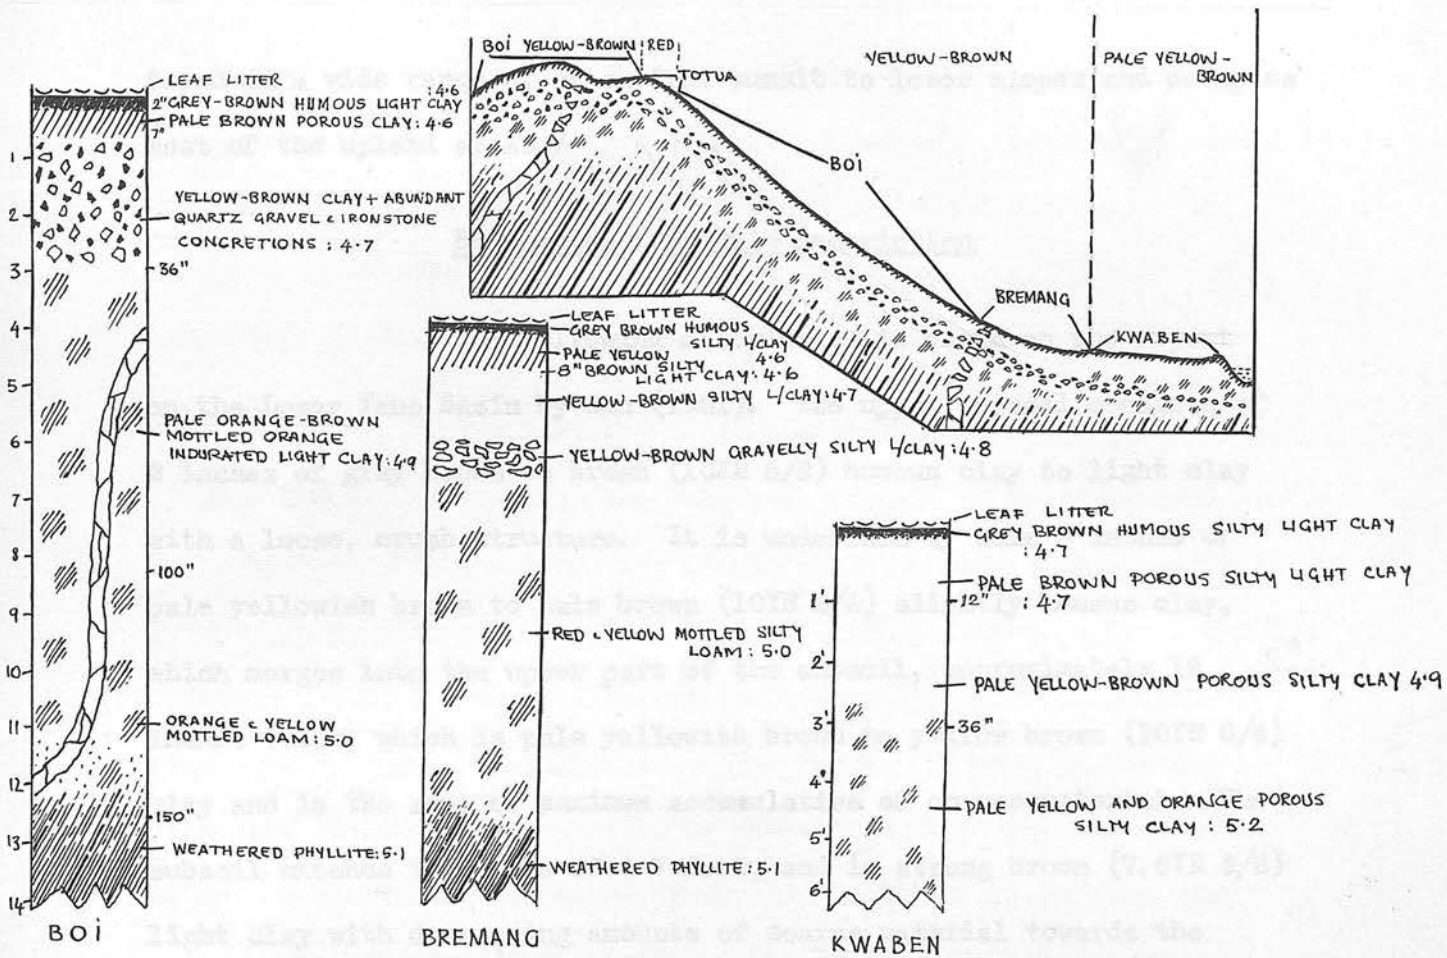 LEAF LITTER
2" GREY-BROWN HUMOUS LIGHT CLAY : 4.6
PALE BROWN POROUS CLAY : 4.6
7"
1
YELLOW-BROWN CLAY + ABUNDANT
2
QUARTZ GRAVEL & IRONSTONE
CONCRETIONS : 4.7
3
36"
4
5
PALE ORANGE-BROWN
MOTTLED ORANGE
6
INDURATED LIGHT CLAY : 4.9
7
8
100"
9
10
11
ORANGE & YELLOW
MOTTLED LOAM : 5.0
12
150"
13
WEATHERED PHYLLITE : 5.1
14
BOI
BOI YELLOW-BROWN
RED
TOTUA
YELLOW-BROWN
PALE YELLOW-
BROWN
BOI
BREMANG
KWABEN
LEAF LITTER
GREY BROWN HUMOUS
SILTY L/CLAY
4.6
PALE YELLOW
8" BROWN SILTY
LIGHT CLAY : 4.6
YELLOW-BROWN SILTY L/CLAY : 4.7
YELLOW-BROWN GRAVELLY SILTY L/CLAY : 4.8
RED & YELLOW MOTTLED SILTY
LOAM : 5.0
WEATHERED PHYLLITE : 5.1
BREMANG
LEAF LITTER
GREY BROWN HUMOUS SILTY LIGHT CLAY
: 4.7
PALE BROWN POROUS SILTY LIGHT CLAY
1'
12"
: 4.7
2'
PALE YELLOW-BROWN POROUS SILTY CLAY 4.9
3'
36"
4'
PALE YELLOW AND ORANGE POROUS
SILTY CLAY : 5.2
5'
6'
KWABEN